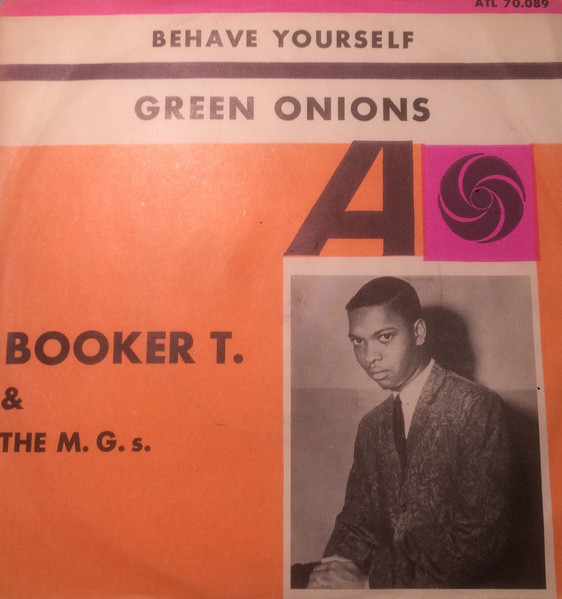 ATL 70.089
BEHAVE YOURSELF
GREEN ONIONS
A
BOOKER T.
&
THE M. G. s.